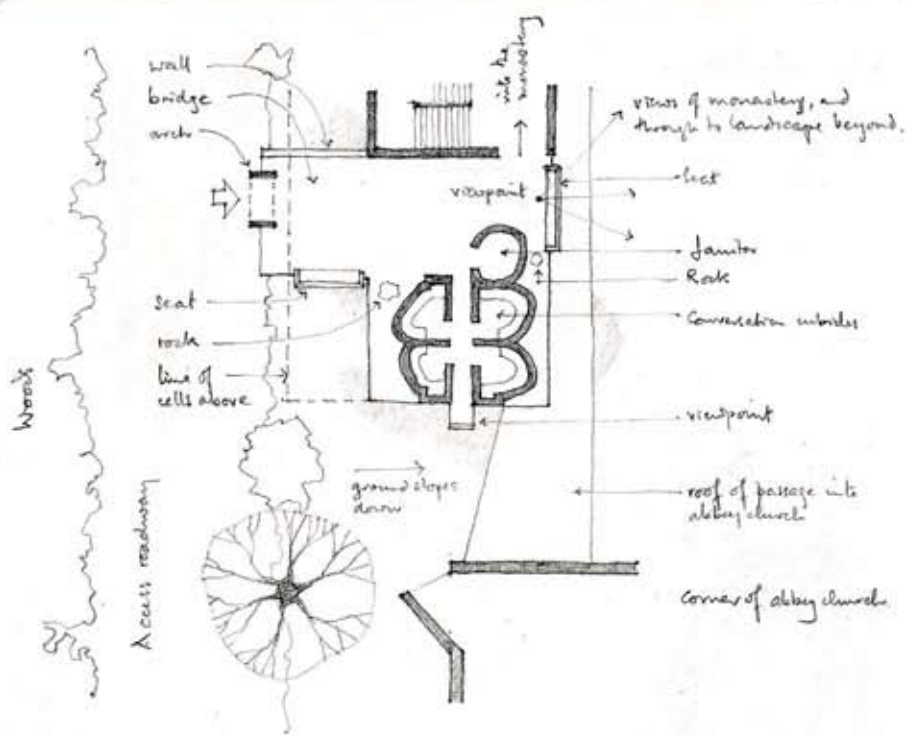 wall
bridge
arch
into the
monastery
views of monastery, and
through to landscape beyond.
seat
viewpoint
Janitor
Rock
Conversation cubicles
seat
rock
line of
cells above
viewpoint
Woods
ground slopes
down
roof of passage into
abbey church
Access roadway
corner of abbey church.